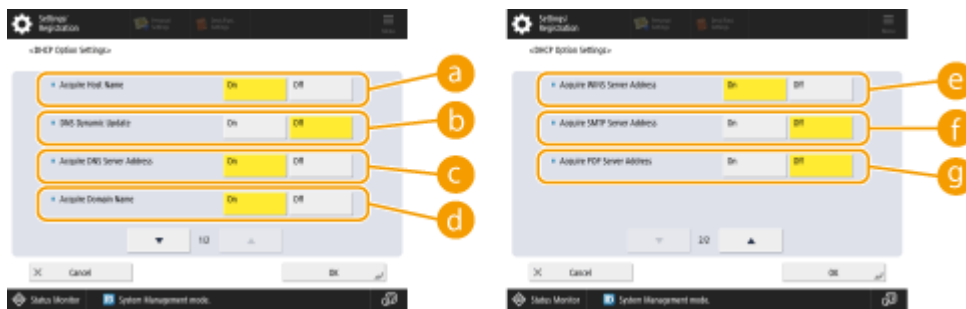 Settings/
Registration
Menu
<DHCP Option Settings>
Acquire Host Name On Off
a
DNS Dynamic Update On Off
b
Acquire DNS Server Address On Off
c
Acquire Domain Name On Off
d
1/2
Cancel OK
Status Monitor System Management mode.
Settings/
Registration
Menu
<DHCP Option Settings>
Acquire WINS Server Address On Off
e
Acquire SMTP Server Address On Off
f
Acquire POP Server Address On Off
g
2/2
Cancel OK
Status Monitor System Management mode.